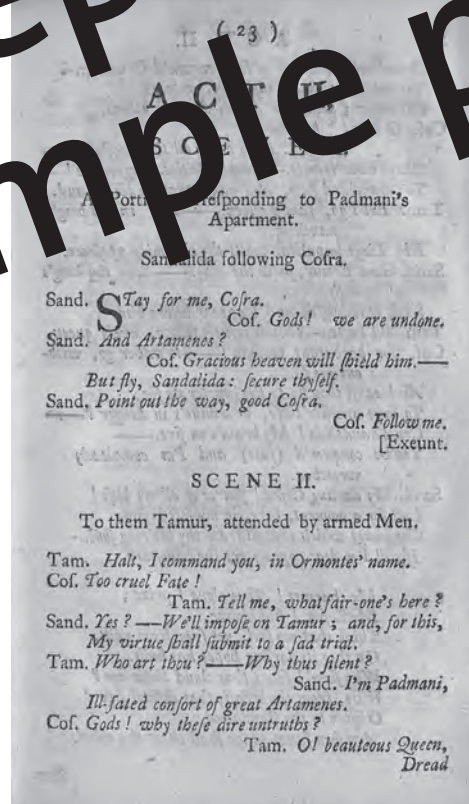 ( 23 )
ple p
A C T II.
S C E N E
A Portico corresponding to Padmani's
Apartment.
Sandalida following Coſra.
Sand. STay for me, Coſra.
Coſ. Gods! we are undone.
Sand. And Artamenes?
Coſ. Gracious heaven will ſhield him.——
But fly, Sandalida: ſecure thyſelf.
Sand. Point out the way, good Coſra.
Coſ. Follow me.
[Exeunt.
SCENE II.
To them Tamur, attended by armed Men.
Tam. Halt, I command you, in Ormontes' name.
Coſ. Too cruel Fate!
Tam. Tell me, what fair-one's here?
Sand. Yes? —We'll impoſe on Tamur; and, for this,
My virtue ſhall ſubmit to a ſad trial.
Tam. Who art thou?——Why thus ſilent?
Sand. I'm Padmani,
Ill-fated conſort of great Artamenes.
Coſ. Gods! why theſe dire untruths?
Tam. O! beauteous Queen,
Dread